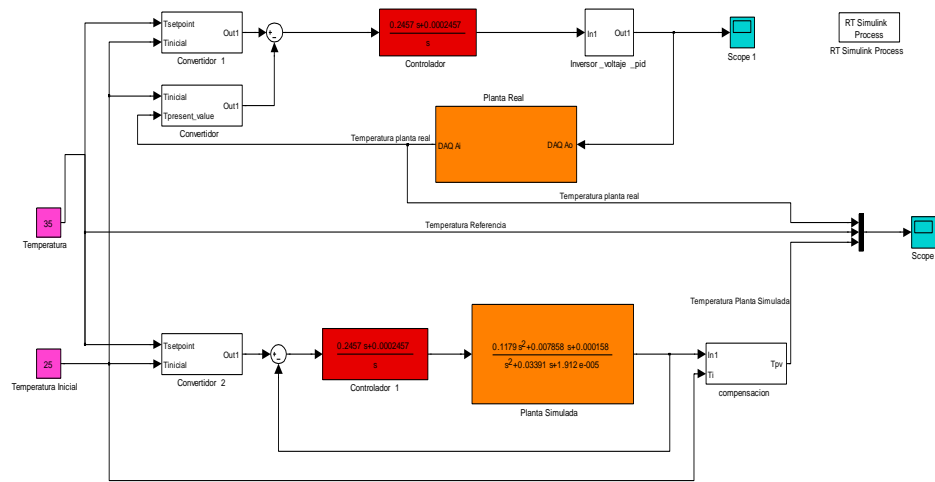 Tsetpoint
Tinicial
Out1
Convertidor 1
+
-
0.2457 s+0.0002457
s
Controlador
In1
Out1
Inversor _voltaje _pid
Scope 1
RT Simulink
Process
RT Simulink Process
Tinicial
Tpresent_value
Out1
Convertidor
Planta Real
DAQ Ai
DAQ Ao
Temperatura planta real
Temperatura planta real
35
Temperatura
Temperatura Referencia
Scope
Temperatura Planta Simulada
25
Temperatura Inicial
Tsetpoint
Tinicial
Out1
Convertidor 2
+
-
0.2457 s+0.0002457
s
Controlador 1
0.1179 s2+0.007858 s+0.000158
s2+0.03391 s+1.912 e-005
Planta Simulada
In1
Ti
Tpv
compensacion